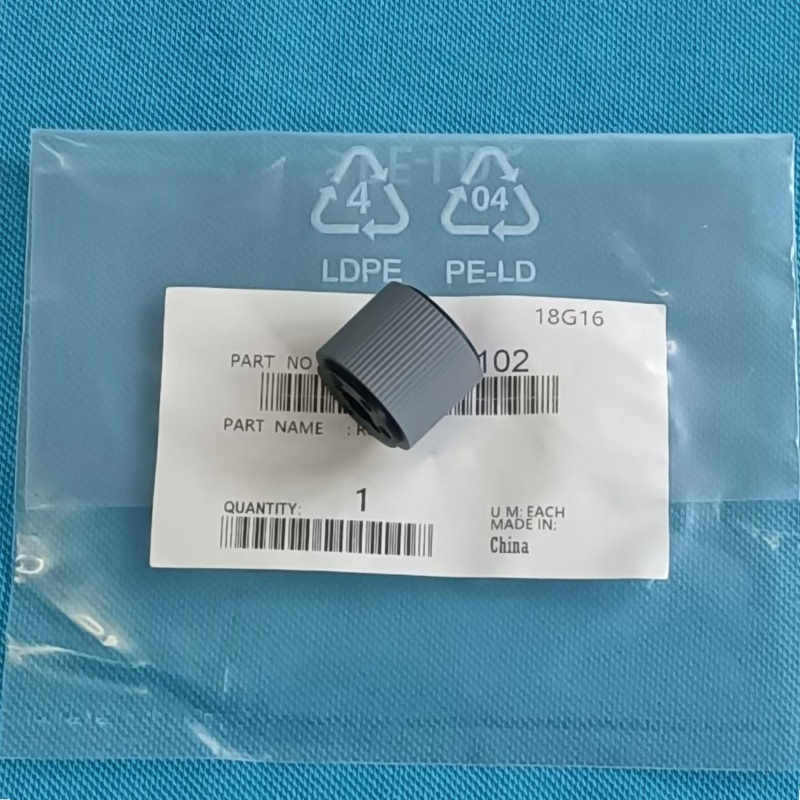 4 04
LDPE PE-LD
18G16
PART NO 102
PART NAME :
QUANTITY: 1
U M: EACH
MADE IN:
China